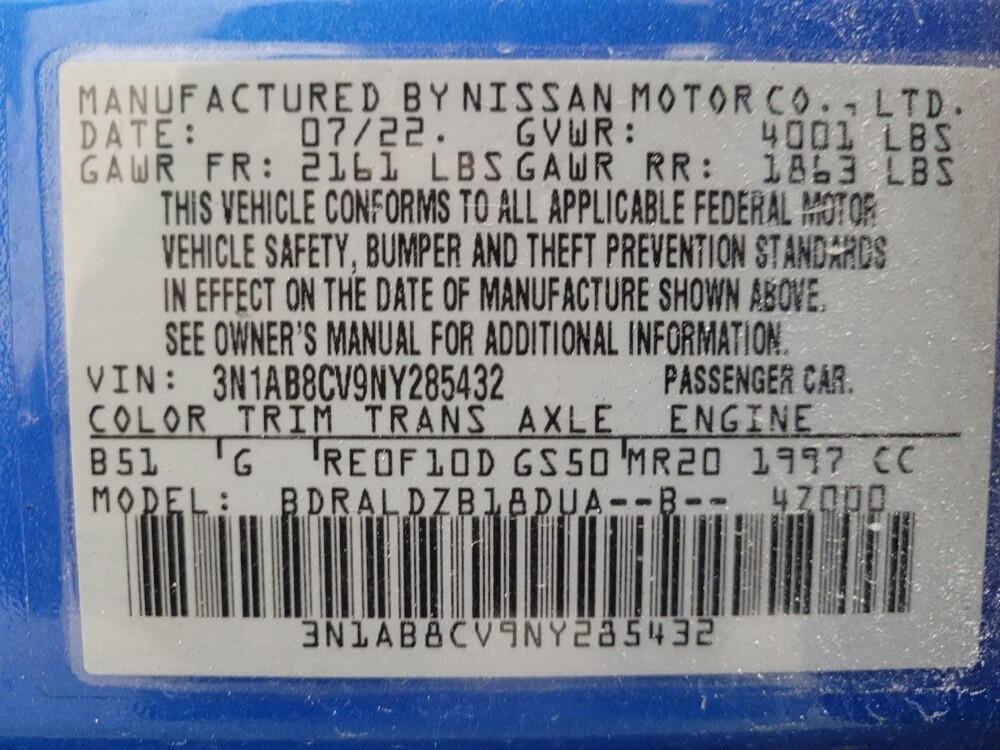 MANUFACTURED BY NISSAN MOTOR CO., LTD.
DATE: 07/22. GVWR: 4001 LBS
GAWR FR: 2161 LBS GAWR RR: 1863 LBS
THIS VEHICLE CONFORMS TO ALL APPLICABLE FEDERAL MOTOR
VEHICLE SAFETY, BUMPER AND THEFT PREVENTION STANDARDS
IN EFFECT ON THE DATE OF MANUFACTURE SHOWN ABOVE.
SEE OWNER'S MANUAL FOR ADDITIONAL INFORMATION.
VIN: 3N1AB8CV9NY285432 PASSENGER CAR.
COLOR TRIM TRANS AXLE ENGINE
B51 G RE0F10D GS50 MR20 1997 CC
MODEL: BDRALDZB18DUA--B-- 4Z000
3N1AB8CV9NY285432